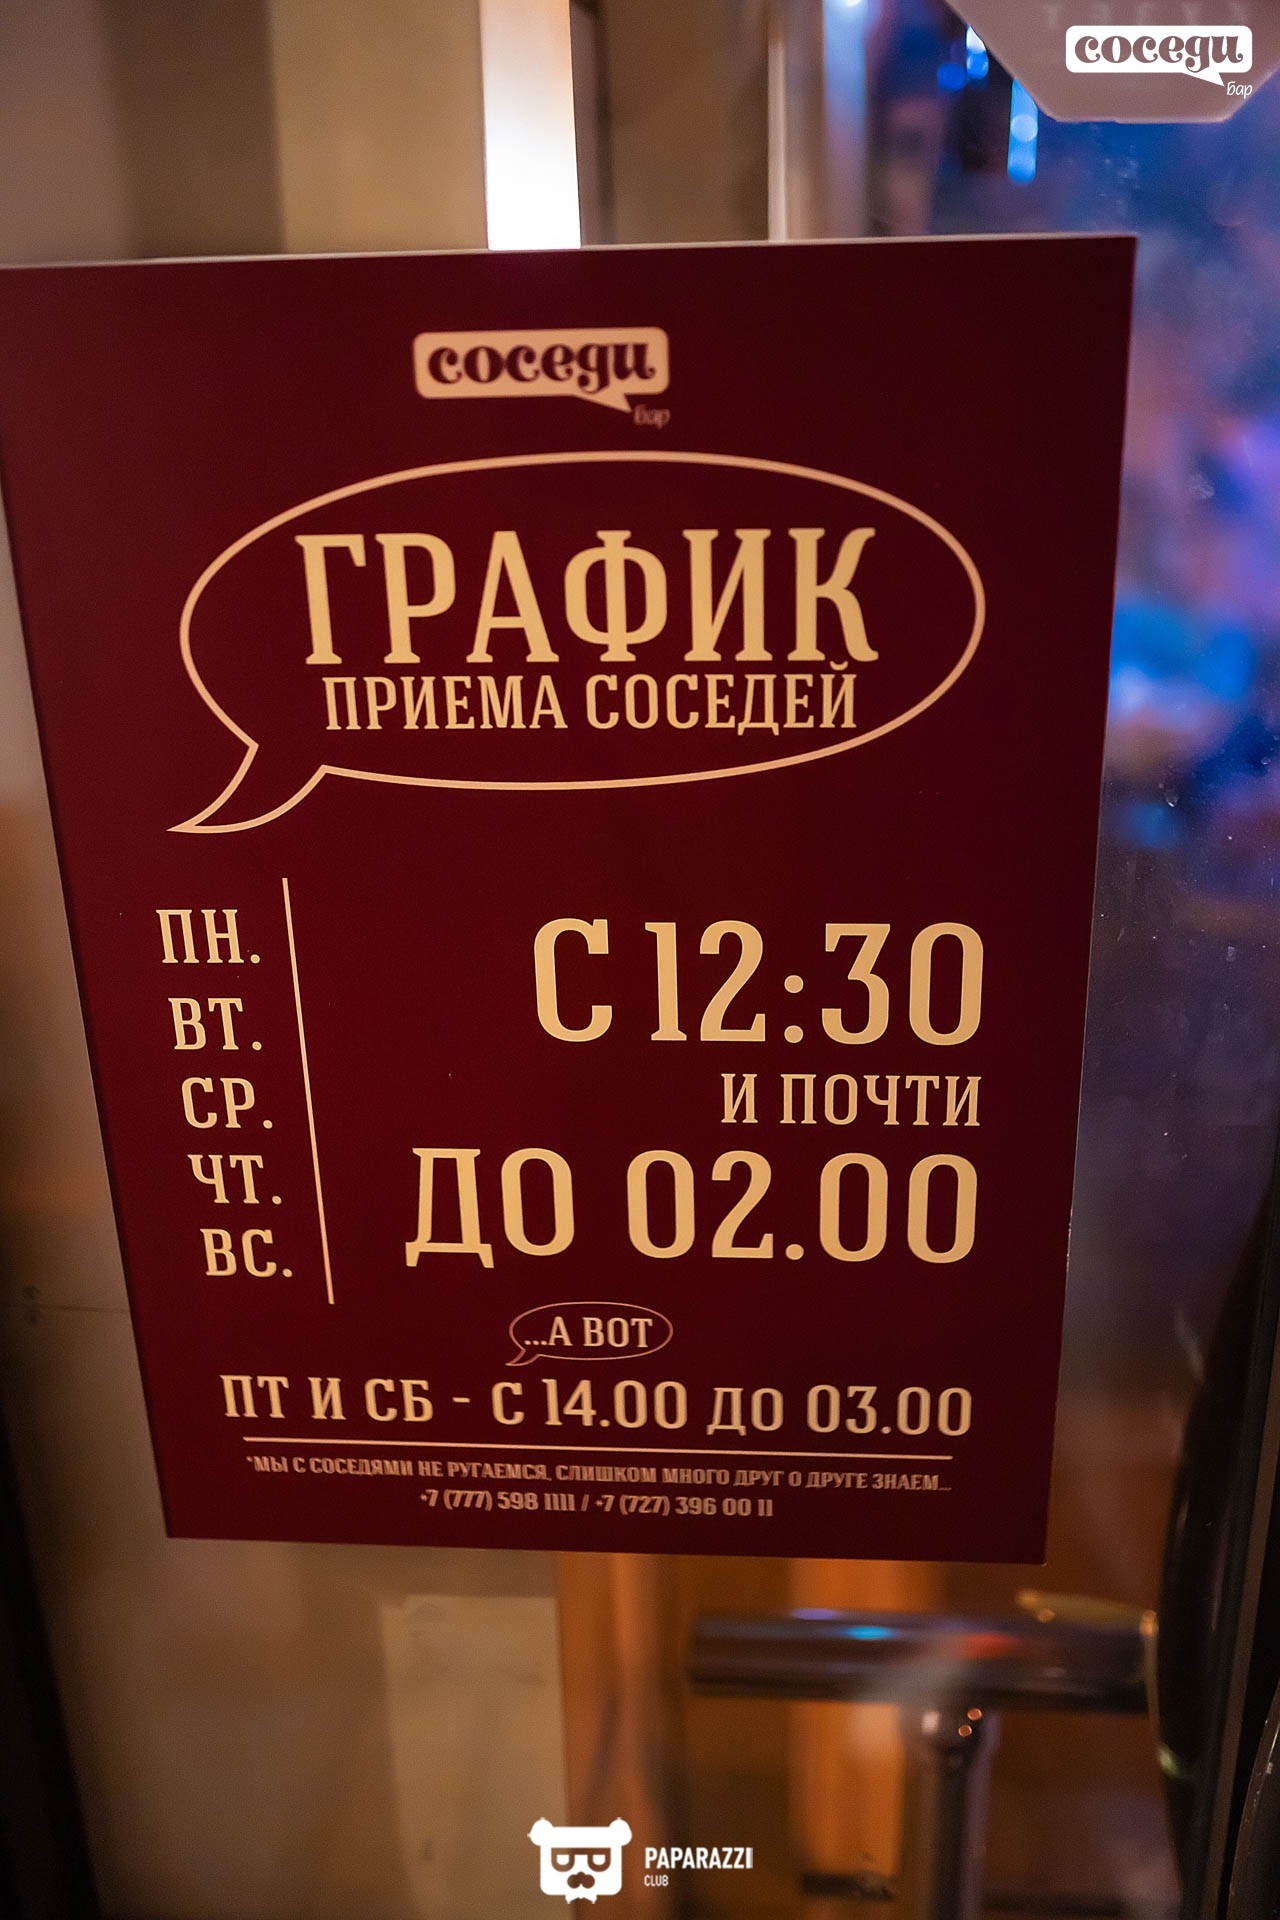 соседи
бар
соседи
бар
ГРАФИК
ПРИЕМА СОСЕДЕЙ
ПН.
ВТ.
СР.
ЧТ.
ВС.
С 12:30
И ПОЧТИ
ДО 02.00
...А ВОТ
ПТ И СБ - С 14.00 ДО 03.00
*МЫ С СОСЕДЯМИ НЕ РУГАЕМСЯ, СЛИШКОМ МНОГО ДРУГ О ДРУГЕ ЗНАЕМ...
+7 (777) 598 1111 / +7 (727) 396 00 11
PAPARAZZI
CLUB